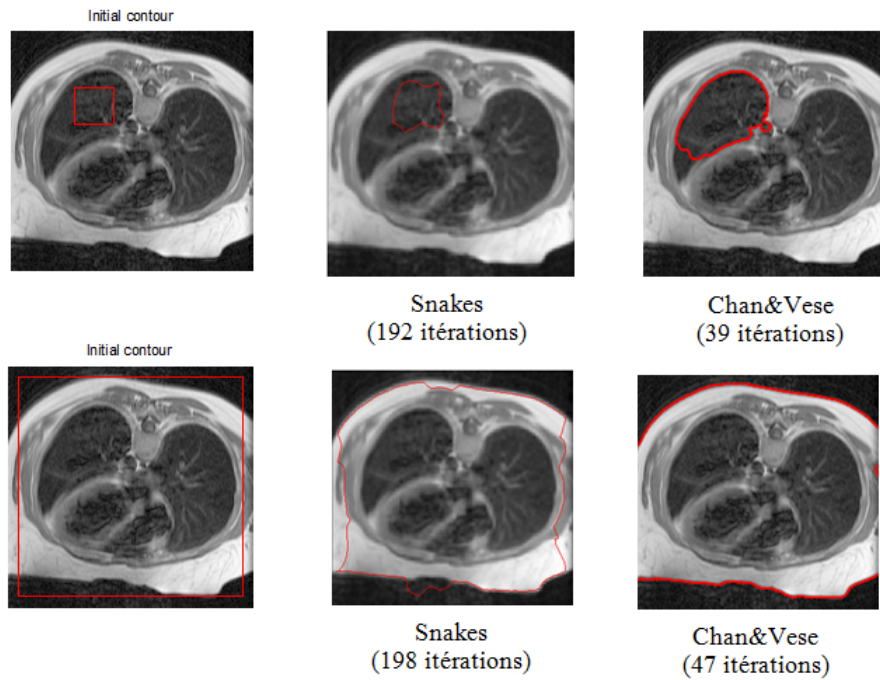 Initial contour
Snakes
(192 itérations)
Chan&Vese
(39 itérations)
Initial contour
Snakes
(198 itérations)
Chan&Vese
(47 itérations)